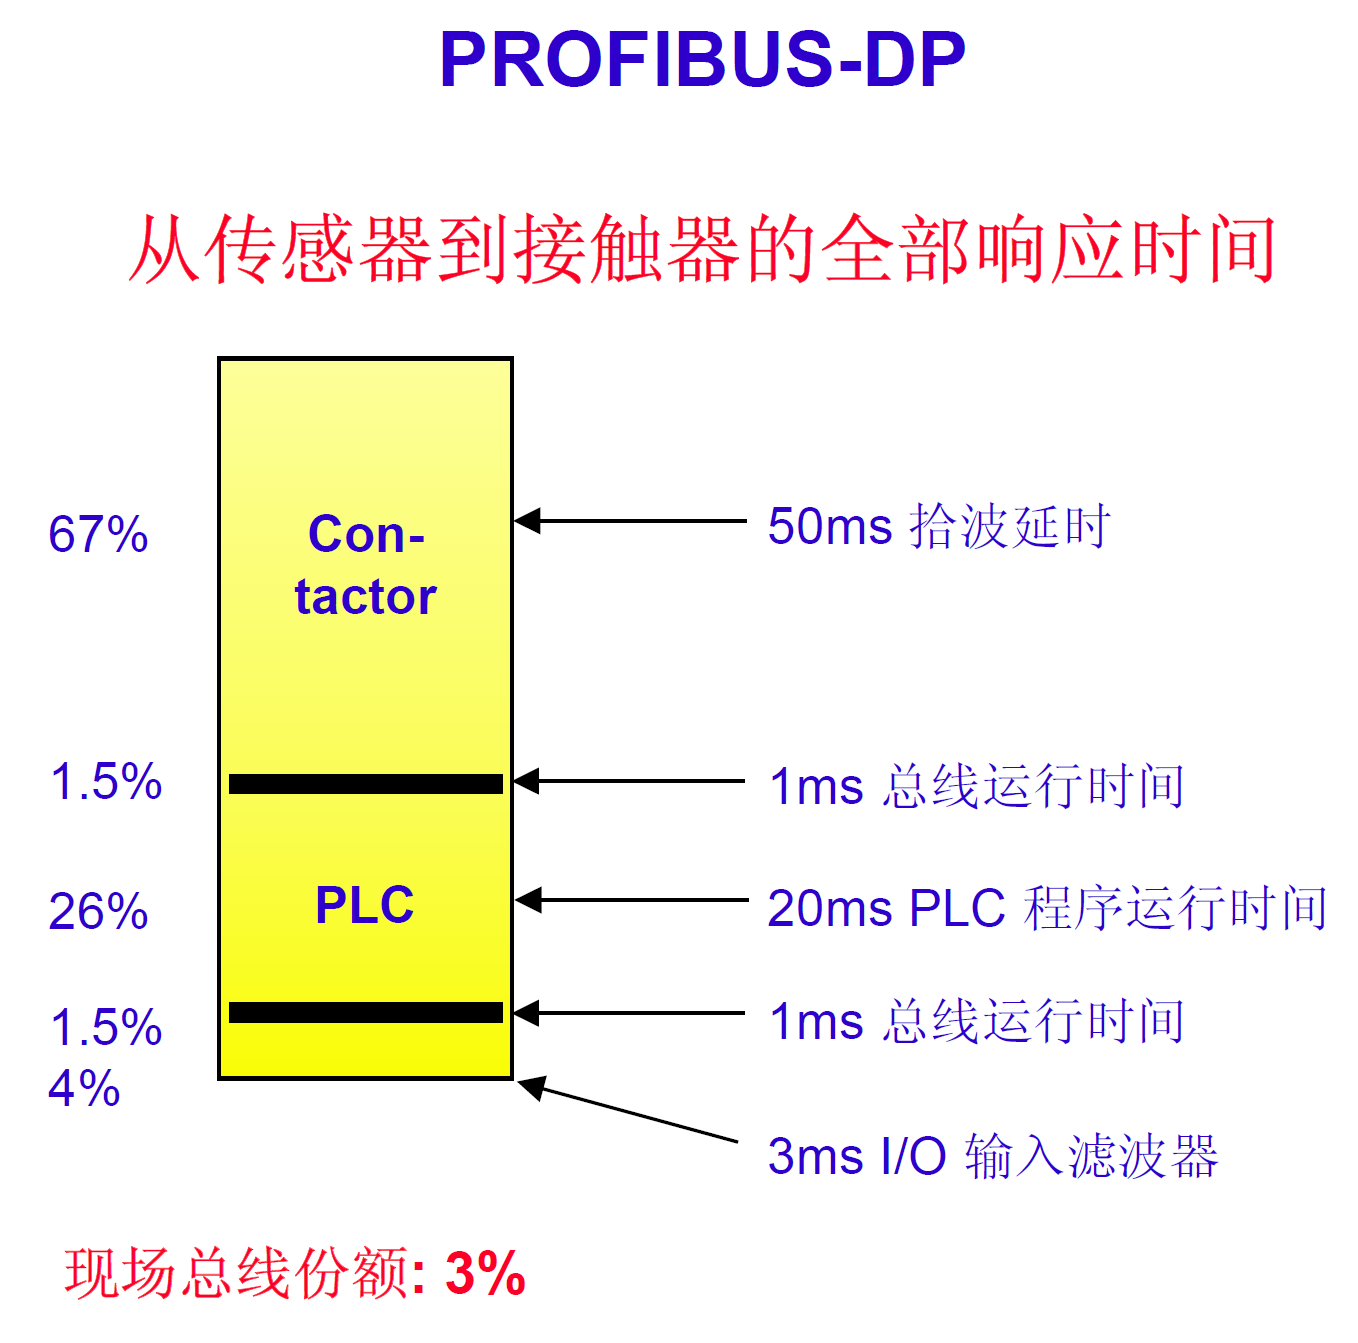 PROFIBUS-DP
从传感器到接触器的全部响应时间
67%
Con-
tactor
50ms 拾波延时
1.5%
1ms 总线运行时间
26%
PLC
20ms PLC 程序运行时间
1.5%
1ms 总线运行时间
4%
3ms I/O 输入滤波器
现场总线份额: 3%